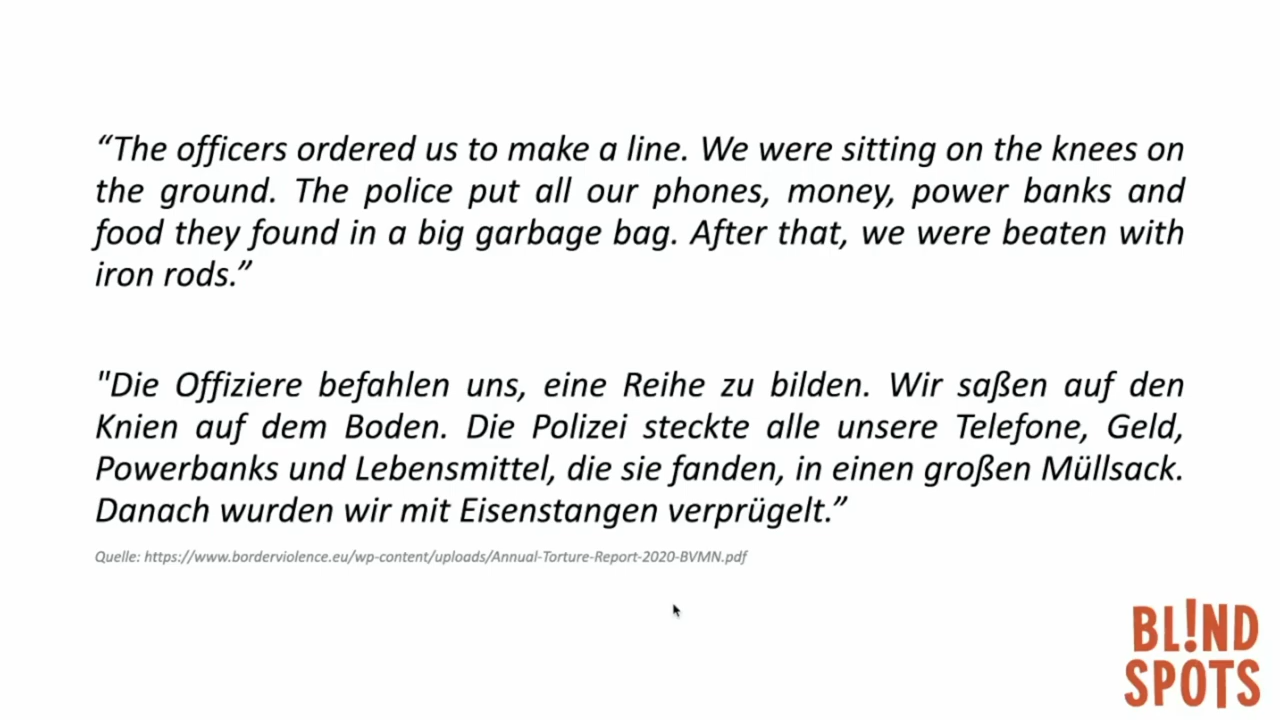 “The officers ordered us to make a line. We were sitting on the knees on
the ground. The police put all our phones, money, power banks and
food they found in a big garbage bag. After that, we were beaten with
iron rods.”
"Die Offiziere befahlen uns, eine Reihe zu bilden. Wir saßen auf den
Knien auf dem Boden. Die Polizei steckte alle unsere Telefone, Geld,
Powerbanks und Lebensmittel, die sie fanden, in einen großen Müllsack.
Danach wurden wir mit Eisenstangen verprügelt.”
Quelle: https://www.borderviolence.eu/wp-content/uploads/Annual-Torture-Report-2020-BVMN.pdf
BL!ND
SPOTS